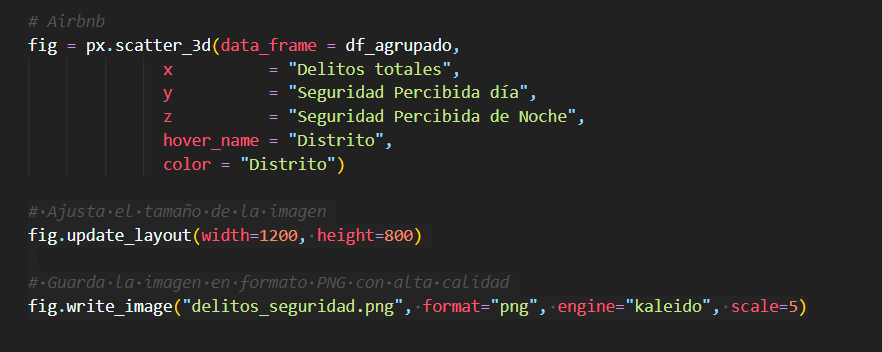 # Airbnb
fig = px.scatter_3d(data_frame = df_agrupado,
x = "Delitos totales",
y = "Seguridad Percibida día",
z = "Seguridad Percibida de Noche",
hover_name = "Distrito",
color = "Distrito")
# Ajusta el tamaño de la imagen
fig.update_layout(width=1200, height=800)
# Guarda la imagen en formato PNG con alta calidad
fig.write_image("delitos_seguridad.png", format="png", engine="kaleido", scale=5)